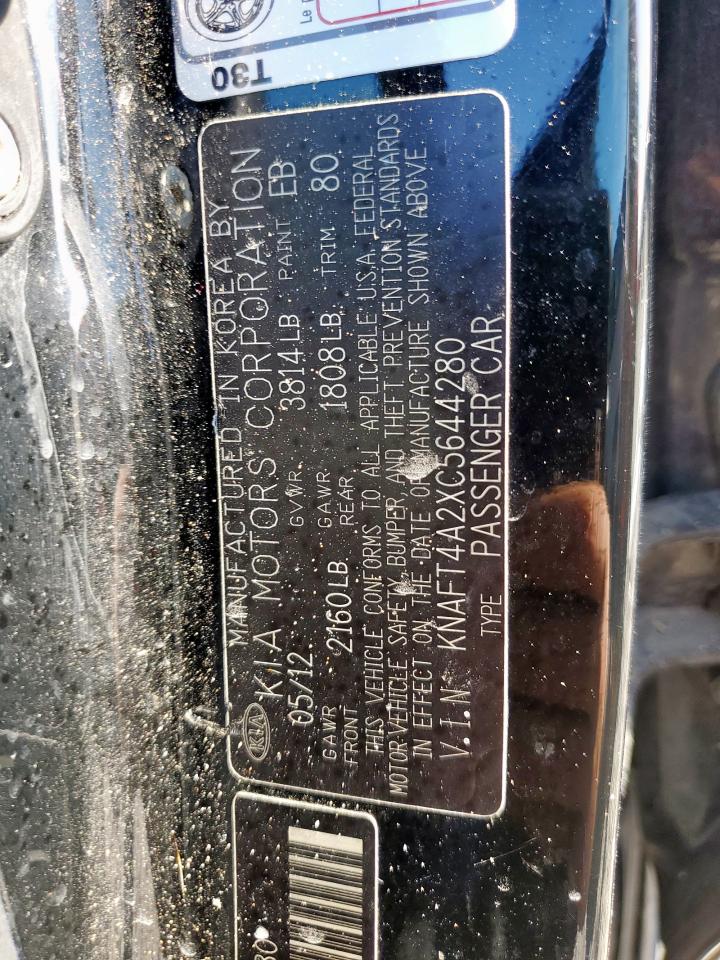 T30
MANUFACTURED IN KOREA BY
KIA KIA MOTORS CORPORATION
05/12 GVWR 3814LB PAINT EB
GAWR FRONT 2160LB GAWR REAR 1808LB TRIM 80
THIS VEHICLE CONFORMS TO ALL APPLICABLE U.S.A. FEDERAL
MOTOR VEHICLE SAFETY, BUMPER, AND THEFT PREVENTION STANDARDS
IN EFFECT ON THE DATE OF MANUFACTURE SHOWN ABOVE.
V.I.N KNAFT4A2XC5644280
TYPE PASSENGER CAR